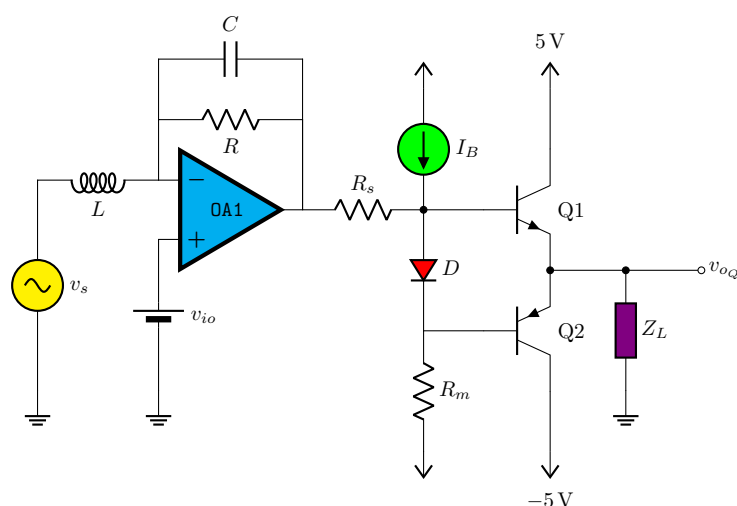 C
5 V
R
I_B
R_s
−
OA1
Q1
L
+
D
v_{o_Q}
v_s
v_{io}
Q2
Z_L
R_m
−5 V